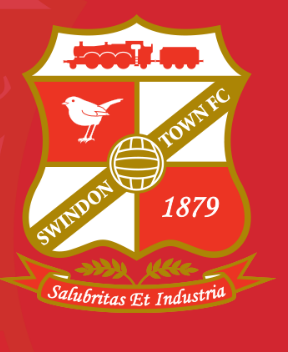 SWINDON
TOWN FC
1879
Salubritas Et Industria